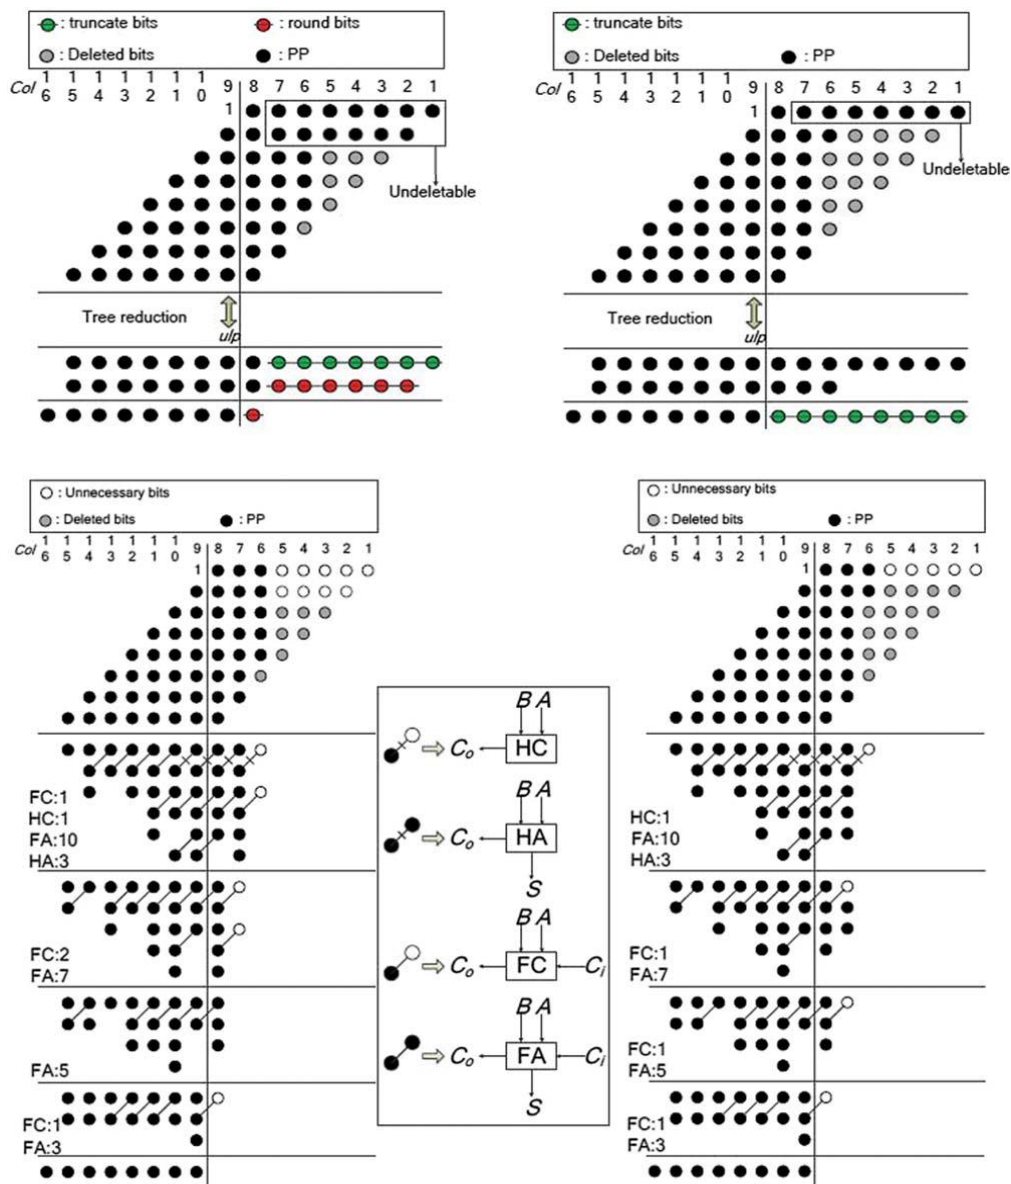 : truncate bits : round bits
: Deleted bits : PP
Col 16 15 14 13 12 11 10 9 8 7 6 5 4 3 2 1
1
Undeletable
Tree reduction
ulp
: truncate bits
: Deleted bits : PP
Col 16 15 14 13 12 11 10 9 8 7 6 5 4 3 2 1
1
Undeletable
Tree reduction
ulp
: Unnecessary bits
: Deleted bits : PP
Col 16 15 14 13 12 11 10 9 8 7 6 5 4 3 2 1
1
FC:1
HC:1
FA:10
HA:3
FC:2
FA:7
FA:5
FC:1
FA:3
B A
Co HC
B A
Co HA
S
B A
Co FC Ci
B A
Co FA Ci
S
: Unnecessary bits
: Deleted bits : PP
Col 16 15 14 13 12 11 10 9 8 7 6 5 4 3 2 1
1
HC:1
FA:10
HA:3
FC:1
FA:7
FC:1
FA:5
FC:1
FA:3